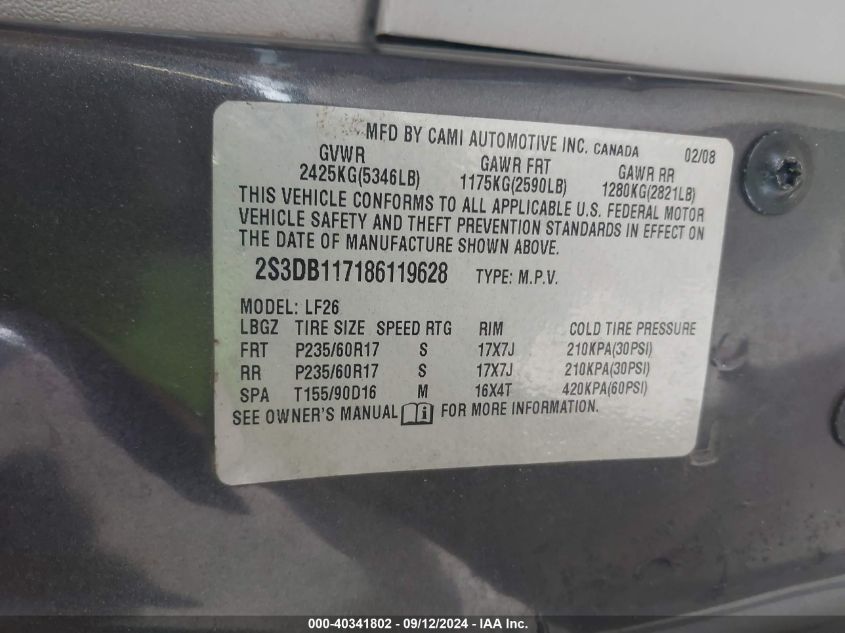 MFD BY CAMI AUTOMOTIVE INC. CANADA 02/08
GVWR GAWR FRT GAWR RR
2425KG(5346LB) 1175KG(2590LB) 1280KG(2821LB)
THIS VEHICLE CONFORMS TO ALL APPLICABLE U.S. FEDERAL MOTOR
VEHICLE SAFETY AND THEFT PREVENTION STANDARDS IN EFFECT ON
THE DATE OF MANUFACTURE SHOWN ABOVE.
2S3DB117186119628 TYPE: M.P.V.
MODEL: LF26
LBGZ TIRE SIZE SPEED RTG RIM COLD TIRE PRESSURE
FRT P235/60R17 S 17X7J 210KPA(30PSI)
RR P235/60R17 S 17X7J 210KPA(30PSI)
SPA T155/90D16 M 16X4T 420KPA(60PSI)
SEE OWNER'S MANUAL i FOR MORE INFORMATION.
000-40341802 - 09/12/2024 - IAA Inc.